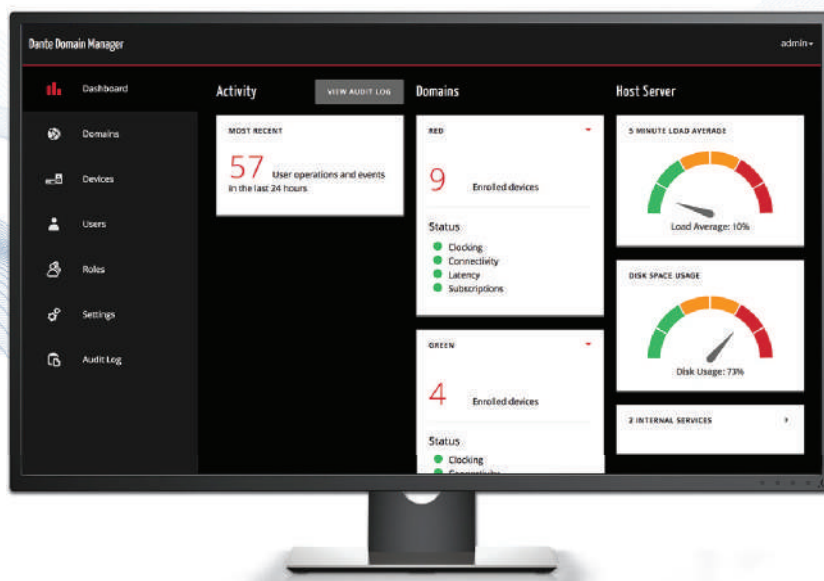 Dante Domain Manager
admin
Dashboard
Domains
Devices
Users
Roles
Settings
Audit Log
Activity
VIEW AUDIT LOG
MOST RECENT
57 User operations and events
in the last 24 hours
Domains
RED
9 Enrolled devices
Status
Clocking
Connectivity
Latency
Subscriptions
GREEN
4 Enrolled devices
Status
Clocking
Connectivity
Host Server
5 MINUTE LOAD AVERAGE
Load Average: 10%
DISK SPACE USAGE
Disk Usage: 73%
2 INTERNAL SERVICES